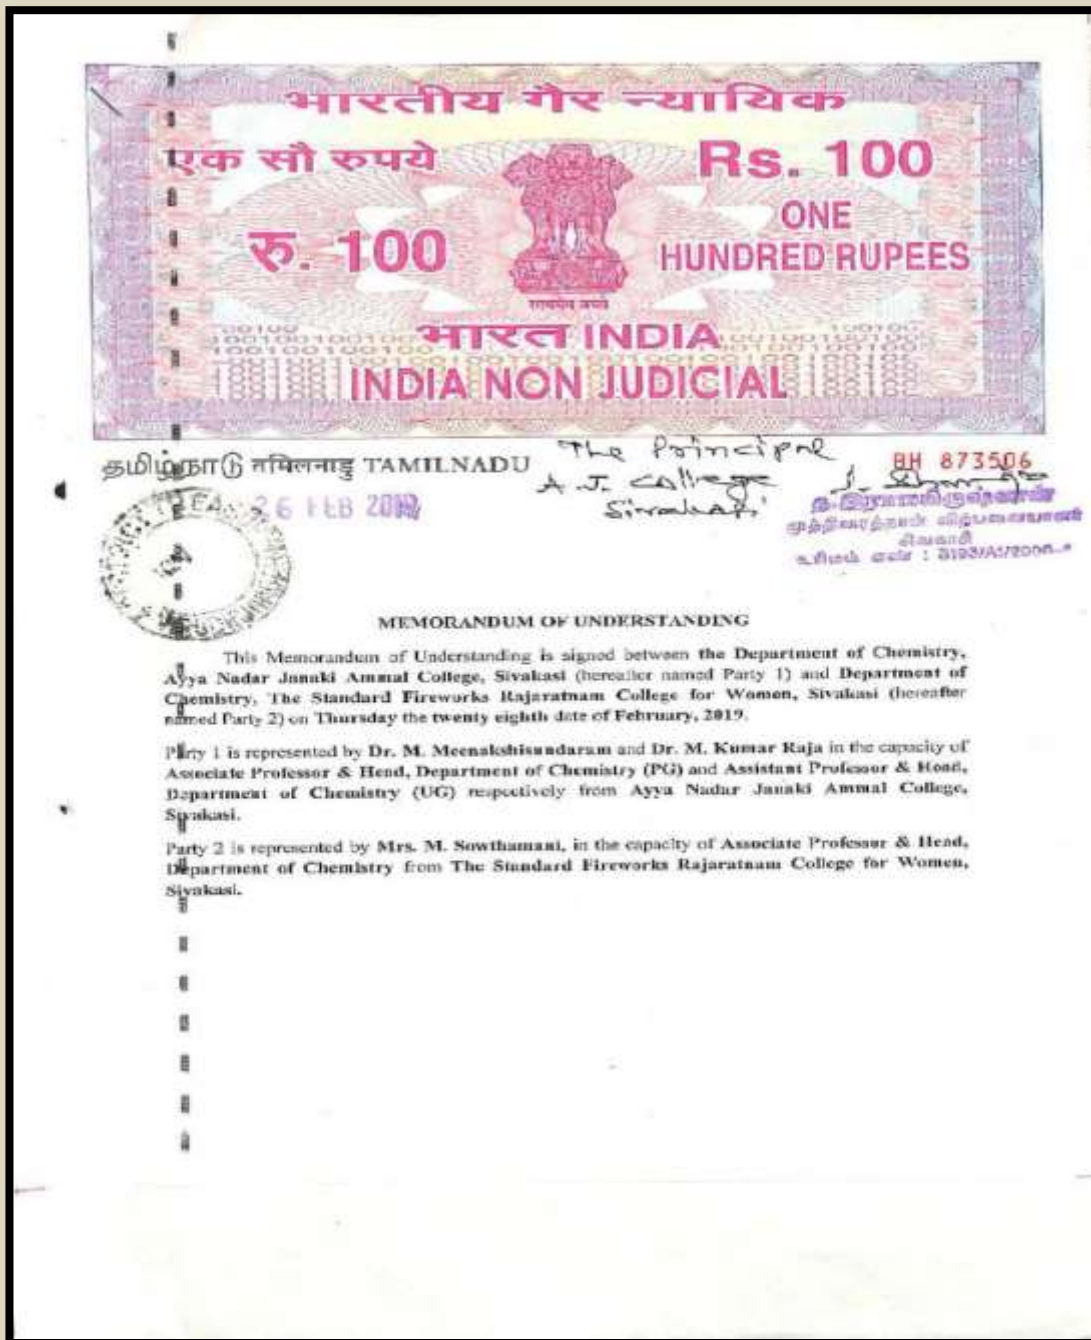 भारतीय गैर न्यायिक
एक सौ रुपये
Rs. 100
रु. 100
ONE
HUNDRED RUPEES
सत्यमेव जयते
भारत INDIA
INDIA NON JUDICIAL
தமிழ்நாடு तमिलनाडु TAMILNADU
BH 873506
The Principal
A.J. College
Sivakasi
26 FEB 2019
முத்திரைத்தாள் விற்பனையாளர்
சிவகாசி
MEMORANDUM OF UNDERSTANDING
This Memorandum of Understanding is signed between the Department of Chemistry,
Ayya Nadar Janaki Ammal College, Sivakasi (hereafter named Party 1) and Department of
Chemistry, The Standard Fireworks Rajaratnam College for Women, Sivakasi (hereafter
named Party 2) on Thursday the twenty eighth date of February, 2019.
Party 1 is represented by Dr. M. Meenakshisundaram and Dr. M. Kumar Raja in the capacity of
Associate Professor & Head, Department of Chemistry (PG) and Assistant Professor & Head,
Department of Chemistry (UG) respectively from Ayya Nadar Janaki Ammal College,
Sivakasi.
Party 2 is represented by Mrs. M. Sowthamani, in the capacity of Associate Professor & Head,
Department of Chemistry from The Standard Fireworks Rajaratnam College for Women,
Sivakasi.